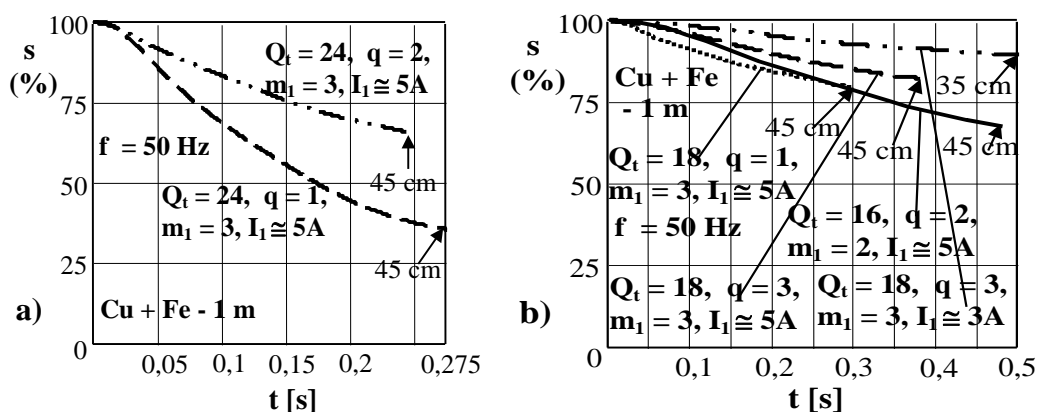 100
s
(%)
75
50
25
0
Q_t = 24, q = 2,
m_1 = 3, I_1 ≅ 5A
f = 50 Hz
45 cm
Q_t = 24, q = 1,
m_1 = 3, I_1 ≅ 5A
45 cm
a)
Cu + Fe - 1 m
0 0,05 0,1 0,15 0,2 0,275
t [s]
100
s
(%)
75
50
25
0
Cu + Fe
- 1 m
35 cm
45 cm
45 cm
45 cm
Q_t = 18, q = 1,
m_1 = 3, I_1 ≅ 5A
f = 50 Hz
Q_t = 16, q = 2,
m_1 = 2, I_1 ≅ 5A
Q_t = 18, q = 3,
m_1 = 3, I_1 ≅ 5A
Q_t = 18, q = 3,
m_1 = 3, I_1 ≅ 3A
b)
0,1 0,2 0,3 0,4 0,5
t [s]